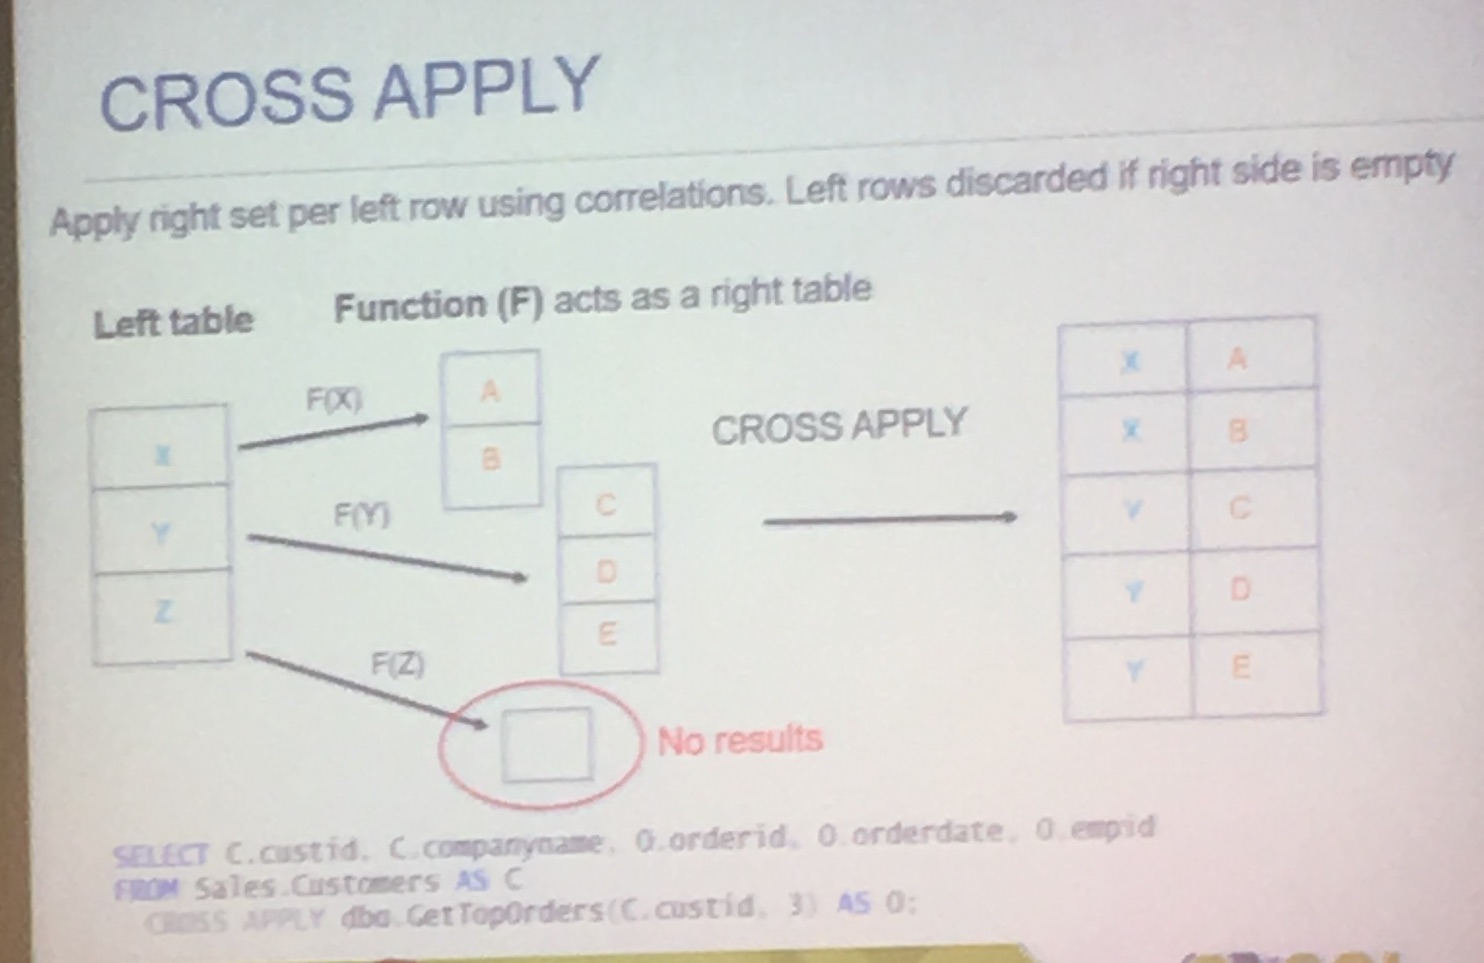 CROSS APPLY
Apply right set per left row using correlations. Left rows discarded if right side is empty
Left table
Function (F) acts as a right table
X
Y
Z
F(X)
F(Y)
F(Z)
A
B
C
D
E
No results
CROSS APPLY
X A
X B
Y C
Y D
Y E
SELECT C.custid, C.companyname, O.orderid, O.orderdate, O.empid
FROM Sales.Customers AS C
CROSS APPLY dbo.GetTopOrders(C.custid, 3) AS O;